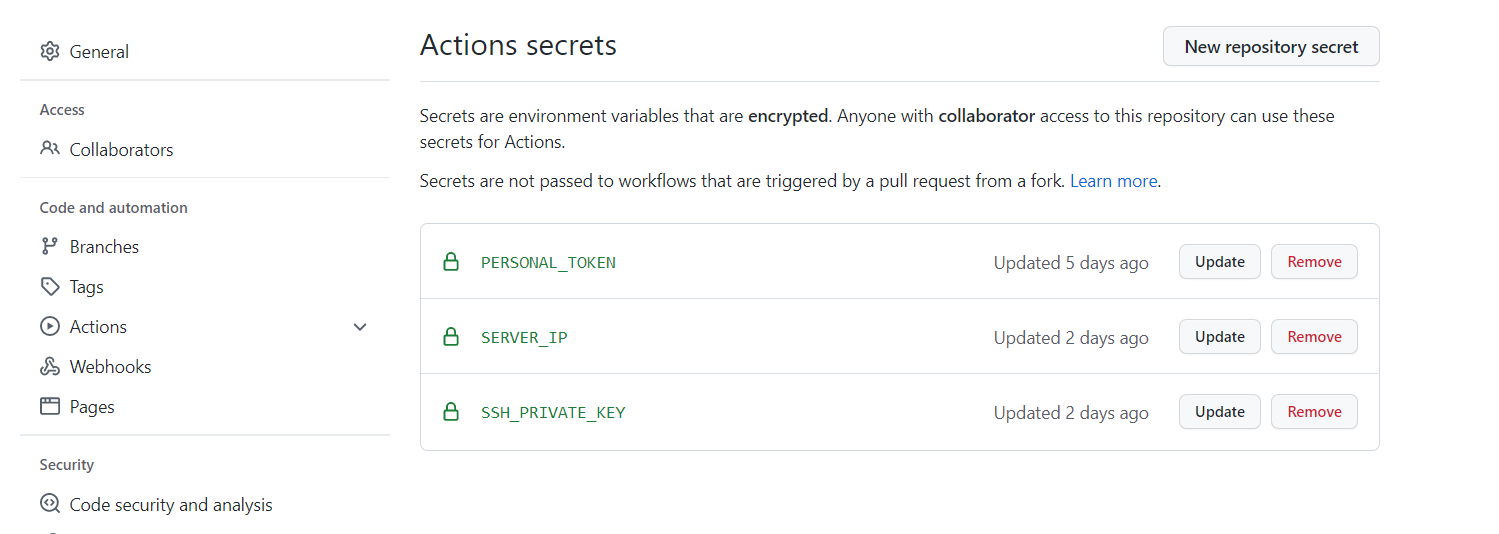 General
Access
Collaborators
Code and automation
Branches
Tags
Actions
Webhooks
Pages
Security
Code security and analysis
Actions secrets
New repository secret
Secrets are environment variables that are encrypted. Anyone with collaborator access to this repository can use these
secrets for Actions.
Secrets are not passed to workflows that are triggered by a pull request from a fork. Learn more.
PERSONAL_TOKEN Updated 5 days ago Update Remove
SERVER_IP Updated 2 days ago Update Remove
SSH_PRIVATE_KEY Updated 2 days ago Update Remove